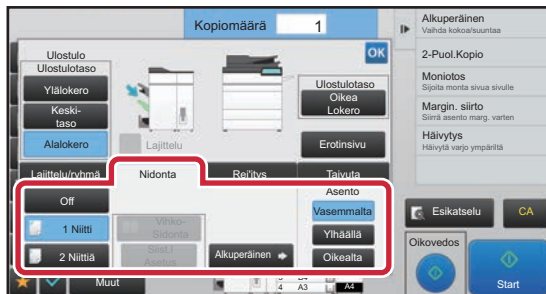 Kopiomäärä
1
OK
Ulostulo
Ulostulotaso
Ylälokero
Keski-
taso
Alalokero
Lajittelu
Ulostulotaso
Oikea
Lokero
Erotinsivu
Lajittelu/ryhmä
Nidonta
Rei'itys
Taivuta
Off
1 Niitti
2 Niittiä
Vihko-
Sidonta
Asetus
Alkuperäinen
Asento
Vasemmalta
Ylhäällä
Oikealta
Muut
A3
A4
Alkuperäinen
Vaihda kokoa/suuntaa
2-Puol.Kopio
Moniotos
Sijoita monta sivua sivulle
Margin. siirto
Siirrä asento marg. varten
Häivytys
Häivytä varjo ympäriltä
Esikatselu
CA
Oikovedos
Start